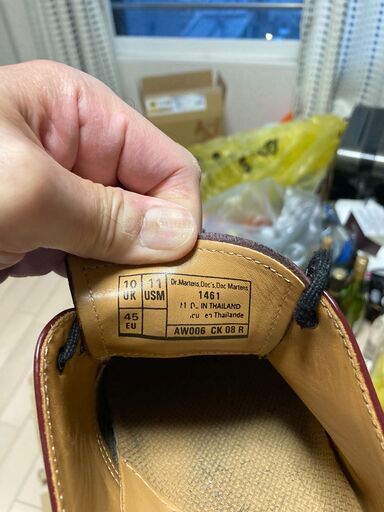 10 UK
11 USM
45 EU
Dr.Martens,Doc's,Doc Martens
1461
IN THAILAND
en Thailande
AW006 CK 08 R